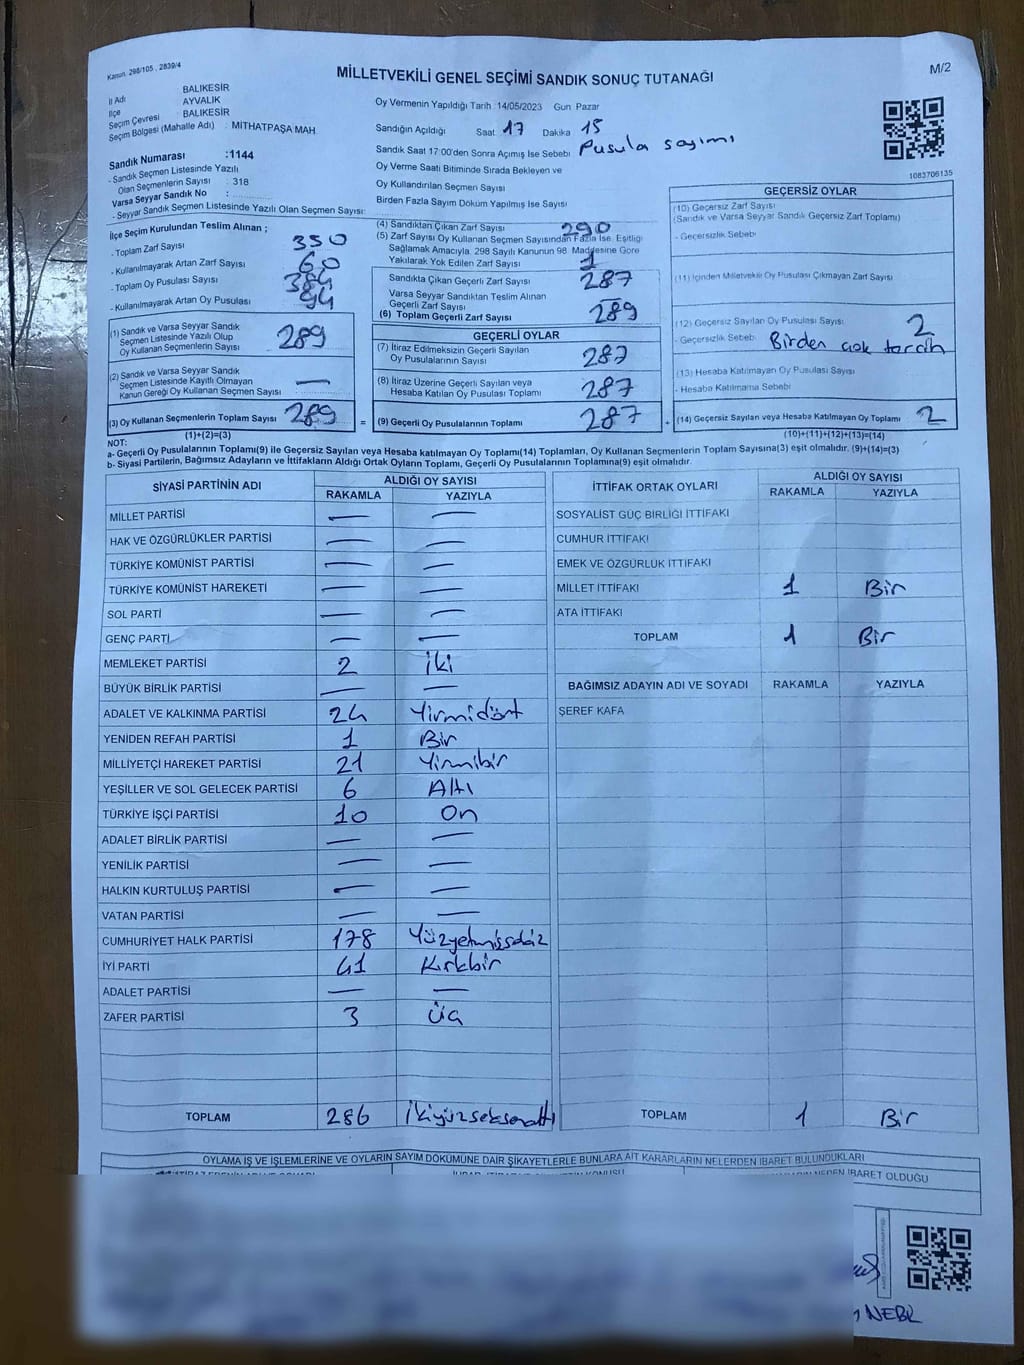 Kanun. 298/105 , 2839/4
MİLLETVEKİLİ GENEL SEÇİMİ SANDIK SONUÇ TUTANAĞI
M/2
İl Adı BALIKESİR
İlçe AYVALIK
Seçim Çevresi BALIKESİR
Seçim Bölgesi (Mahalle Adı) : MİTHATPAŞA MAH
Sandık Numarası :1144
- Sandık Seçmen Listesinde Yazılı
Olan Seçmenlerin Sayısı : 318
Varsa Seyyar Sandık No :
- Seyyar Sandık Seçmen Listesinde Yazılı Olan Seçmen Sayısı:
Oy Vermenin Yapıldığı Tarih 14/05/2023 Gün Pazar
Sandığın Açıldığı Saat 17 Dakika 15
Sandık Saat 17:00'den Sonra Açımış İse Sebebi Pusula sayımı
Oy Verme Saati Bitiminde Sırada Bekleyen ve
Oy Kullandırılan Seçmen Sayısı
Birden Fazla Sayım Döküm Yapılmış İse Sayısı
1083706135
İlçe Seçim Kurulundan Teslim Alınan ;
- Toplam Zarf Sayısı 350
- Kullanılmayarak Artan Zarf Sayısı 60
- Toplam Oy Pusulası Sayısı
- Kullanılmayarak Artan Oy Pusulası
(1) Sandık ve Varsa Seyyar Sandık
Seçmen Listesinde Yazılı Olup
Oy Kullanan Seçmenlerin Sayısı 289
(2) Sandık ve Varsa Seyyar Sandık
Seçmen Listesinde Kayıtlı Olmayan
Kanun Gereği Oy Kullanan Seçmen Sayısı —
(3) Oy Kullanan Seçmenlerin Toplam Sayısı 289
(1)+(2)=(3)
(4) Sandıktan Çıkan Zarf Sayısı 290
(5) Zarf Sayısı Oy Kullanan Seçmen Sayısından Fazla İse, Eşitliği
Sağlamak Amacıyla, 298 Sayılı Kanunun 98. Maddesine Göre
Yakılarak Yok Edilen Zarf Sayısı 1
Sandıkta Çıkan Geçerli Zarf Sayısı 287
Varsa Seyyar Sandıktan Teslim Alınan
Geçerli Zarf Sayısı —
(6) Toplam Geçerli Zarf Sayısı 289
GEÇERLİ OYLAR
(7) İtiraz Edilmeksizin Geçerli Sayılan
Oy Pusulalarının Sayısı 287
(8) İtiraz Üzerine Geçerli Sayılan veya
Hesaba Katılan Oy Pusulası Toplamı 287
= (9) Geçerli Oy Pusulalarının Toplamı 287 +
GEÇERSİZ OYLAR
(10) Geçersiz Zarf Sayısı
(Sandık ve Varsa Seyyar Sandık Geçersiz Zarf Toplamı)
- Geçersizlik Sebebi
(11) İçinden Milletvekili Oy Pusulası Çıkmayan Zarf Sayısı
(12) Geçersiz Sayılan Oy Pusulası Sayısı 2
- Geçersizlik Sebebi Birden çok tercih
(13) Hesaba Katılmayan Oy Pusulası Sayısı
- Hesaba Katılmama Sebebi
(14) Geçersiz Sayılan veya Hesaba Katılmayan Oy Toplamı 2
(10)+(11)+(12)+(13)=(14)
NOT:
a- Geçerli Oy Pusulalarının Toplamı(9) ile Geçersiz Sayılan veya Hesaba katılmayan Oy Toplamı(14) Toplamları, Oy Kullanan Seçmenlerin Toplam Sayısına(3) eşit olmalıdır. (9)+(14)=(3)
b- Siyasi Partilerin, Bağımsız Adayların ve İttifakların Aldığı Ortak Oyların Toplamı, Geçerli Oy Pusulalarının Toplamına(9) eşit olmalıdır.
SİYASİ PARTİNİN ADI ALDIĞI OY SAYISI
RAKAMLA YAZIYLA
MİLLET PARTİSİ — —
HAK VE ÖZGÜRLÜKLER PARTİSİ — —
TÜRKİYE KOMÜNİST PARTİSİ — —
TÜRKİYE KOMÜNİST HAREKETİ — —
SOL PARTİ — —
GENÇ PARTİ — —
MEMLEKET PARTİSİ 2 İki
BÜYÜK BİRLİK PARTİSİ — —
ADALET VE KALKINMA PARTİSİ 24 Yirmidört
YENİDEN REFAH PARTİSİ 1 Bir
MİLLİYETÇİ HAREKET PARTİSİ 21 Yirmibir
YEŞİLLER VE SOL GELECEK PARTİSİ 6 Altı
TÜRKİYE İŞÇİ PARTİSİ 10 On
ADALET BİRLİK PARTİSİ — —
YENİLİK PARTİSİ — —
HALKIN KURTULUŞ PARTİSİ — —
VATAN PARTİSİ — —
CUMHURİYET HALK PARTİSİ 178 Yüzyetmişsekiz
İYİ PARTİ 41 Kırkbir
ADALET PARTİSİ — —
ZAFER PARTİSİ 3 Üç
TOPLAM 286 İkiyüzseksenaltı
İTTİFAK ORTAK OYLARI ALDIĞI OY SAYISI
RAKAMLA YAZIYLA
SOSYALİST GÜÇ BİRLİĞİ İTTİFAKI
CUMHUR İTTİFAKI
EMEK VE ÖZGÜRLÜK İTTİFAKI
MİLLET İTTİFAKI 1 Bir
ATA İTTİFAKI
TOPLAM 1 Bir
BAĞIMSIZ ADAYIN ADI VE SOYADI RAKAMLA YAZIYLA
ŞEREF KAFA
TOPLAM 1 Bir
OYLAMA İŞ VE İŞLEMLERİNE VE OYLARIN SAYIM DÖKÜMÜNE DAİR ŞİKAYETLERLE BUNLARA AİT KARARLARIN NELERDEN İBARET BULUNDUKLARI
NEDEN İBARET OLDUĞU